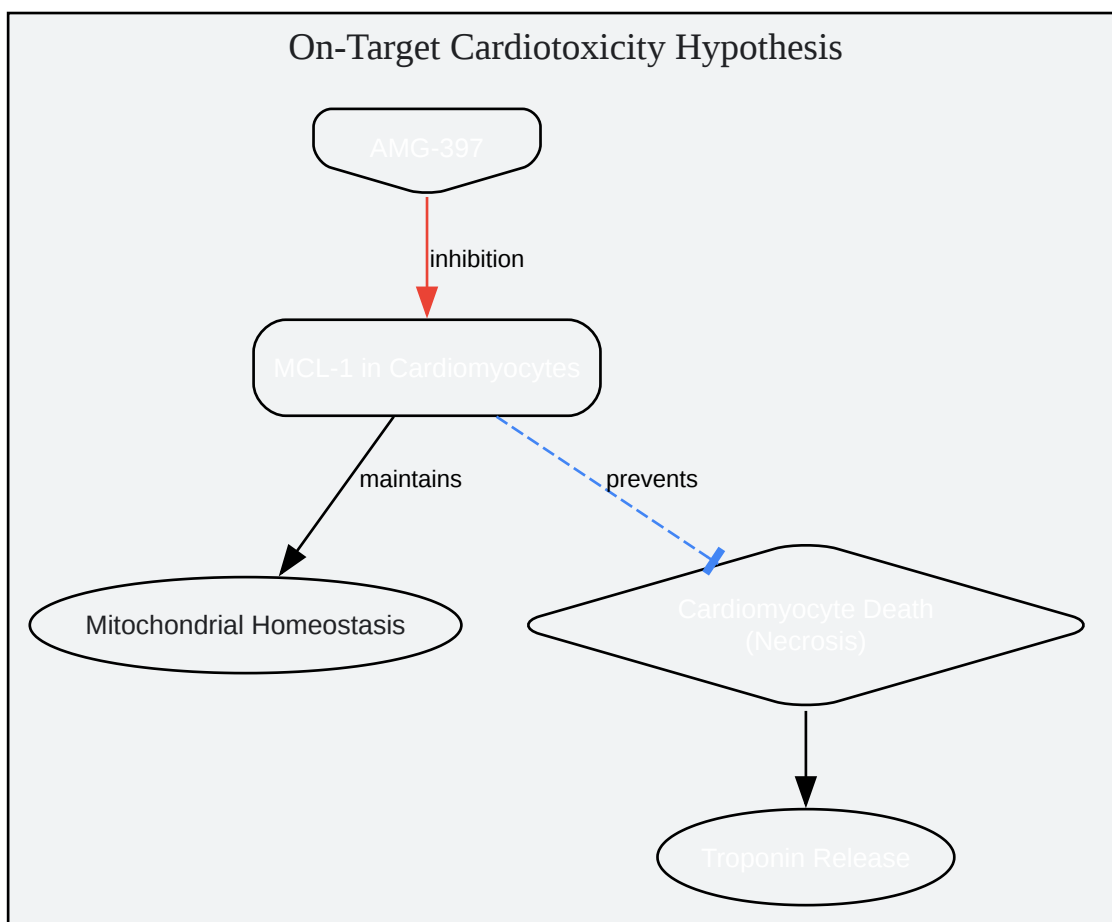 On-Target Cardiotoxicity Hypothesis
AMG-397
inhibition
MCL-1 in Cardiomyocytes
maintains
prevents
Mitochondrial Homeostasis
Cardiomyocyte Death
(Necrosis)
Troponin Release